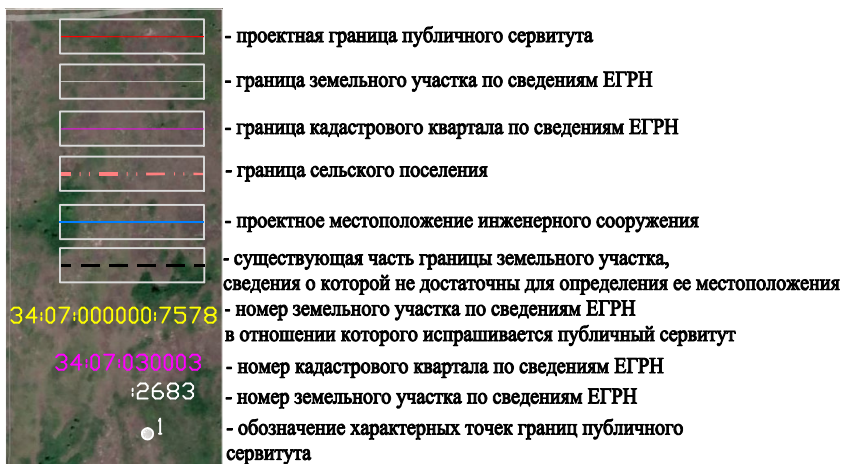 - проектная граница публичного сервитута
- граница земельного участка по сведениям ЕГРН
- граница кадастрового квартала по сведениям ЕГРН
- граница сельского поселения
- проектное местоположение инженерного сооружения
- существующая часть границы земельного участка,
сведения о которой не достаточны для определения ее местоположения
34:07:000000:7578 - номер земельного участка по сведениям ЕГРН
в отношении которого испрашивается публичный сервитут
34:07:030003 - номер кадастрового квартала по сведениям ЕГРН
:2683 - номер земельного участка по сведениям ЕГРН
1 - обозначение характерных точек границ публичного
сервитута